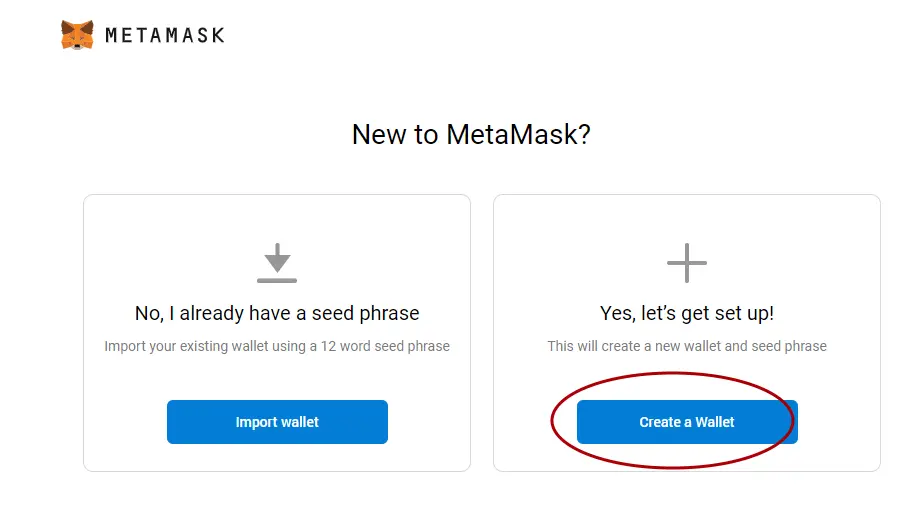 METAMASK
New to MetaMask?
No, I already have a seed phrase
Import your existing wallet using a 12 word seed phrase
Import wallet
Yes, let’s get set up!
This will create a new wallet and seed phrase
Create a Wallet